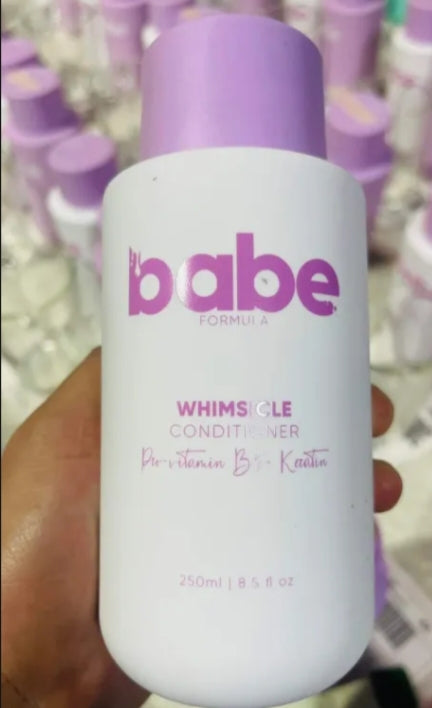 babe
FORMULA
WHIMSICLE
CONDITIONER
Pro-vitamin B5 + Keratin
250ml | 8.5 fl oz